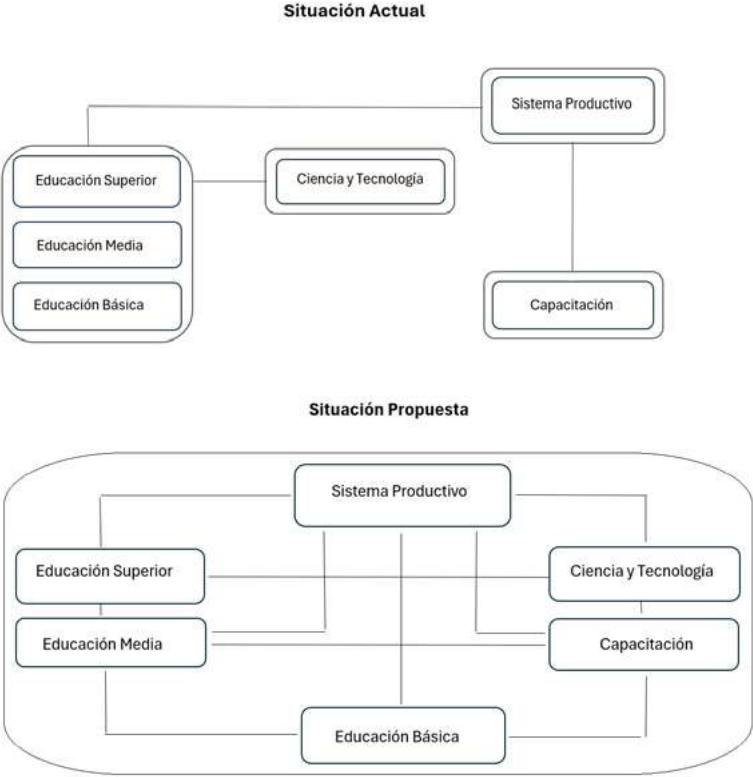 Situación Actual
Sistema Productivo
Educación Superior
Ciencia y Tecnología
Educación Media
Educación Básica
Capacitación
Situación Propuesta
Sistema Productivo
Educación Superior
Ciencia y Tecnología
Educación Media
Capacitación
Educación Básica